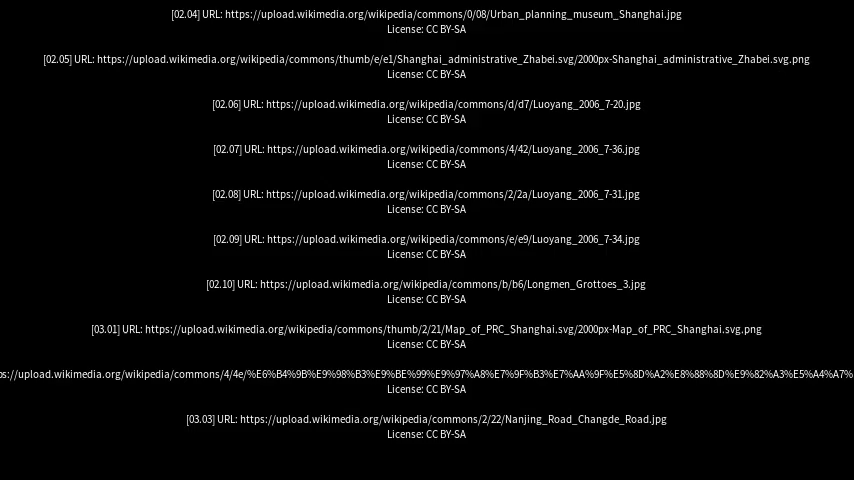 [02.04] URL: https://upload.wikimedia.org/wikipedia/commons/0/08/Urban_planning_museum_Shanghai.jpg
License: CC BY-SA
[02.05] URL: https://upload.wikimedia.org/wikipedia/commons/thumb/e/e1/Shanghai_administrative_Zhabei.svg/2000px-Shanghai_administrative_Zhabei.svg.png
License: CC BY-SA
[02.06] URL: https://upload.wikimedia.org/wikipedia/commons/d/d7/Luoyang_2006_7-20.jpg
License: CC BY-SA
[02.07] URL: https://upload.wikimedia.org/wikipedia/commons/4/42/Luoyang_2006_7-36.jpg
License: CC BY-SA
[02.08] URL: https://upload.wikimedia.org/wikipedia/commons/2/2a/Luoyang_2006_7-31.jpg
License: CC BY-SA
[02.09] URL: https://upload.wikimedia.org/wikipedia/commons/e/e9/Luoyang_2006_7-34.jpg
License: CC BY-SA
[02.10] URL: https://upload.wikimedia.org/wikipedia/commons/b/b6/Longmen_Grottoes_3.jpg
License: CC BY-SA
[03.01] URL: https://upload.wikimedia.org/wikipedia/commons/thumb/2/21/Map_of_PRC_Shanghai.svg/2000px-Map_of_PRC_Shanghai.svg.png
License: CC BY-SA
ps://upload.wikimedia.org/wikipedia/commons/4/4e/%E6%B4%9B%E9%98%B3%E9%BE%99%E9%97%A8%E7%9F%B3%E7%AA%9F%E5%8D%A2%E8%88%8D%E9%82%A3%E5%A4%A7%
License: CC BY-SA
[03.03] URL: https://upload.wikimedia.org/wikipedia/commons/2/22/Nanjing_Road_Changde_Road.jpg
License: CC BY-SA